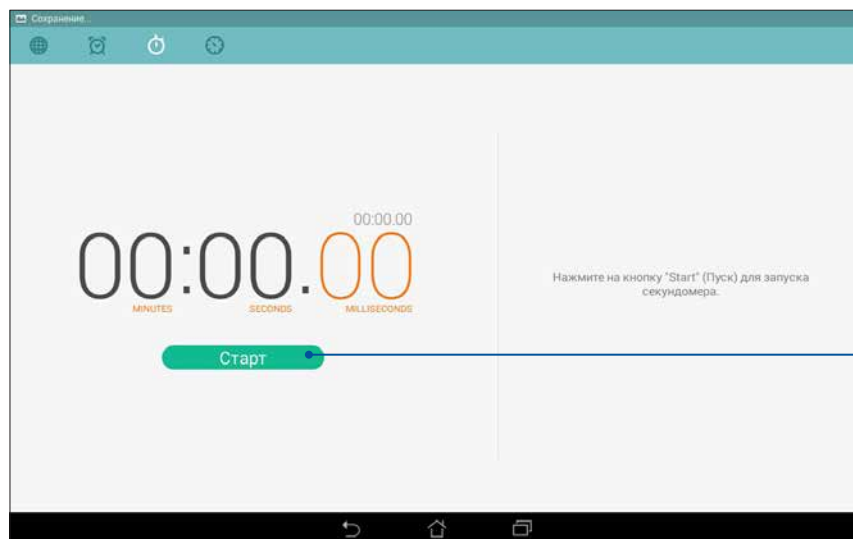 Сохранение...
00:00.00
00:00.00
MINUTES SECONDS MILLISECONDS
Старт
Нажмите на кнопку "Start" (Пуск) для запуска
секундомера.